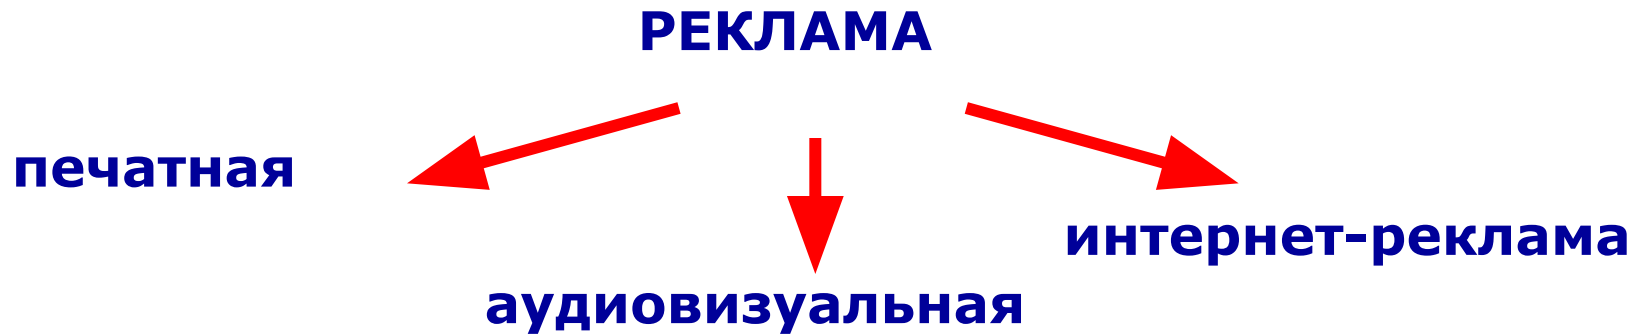 РЕКЛАМА
печатная
аудиовизуальная
интернет-реклама